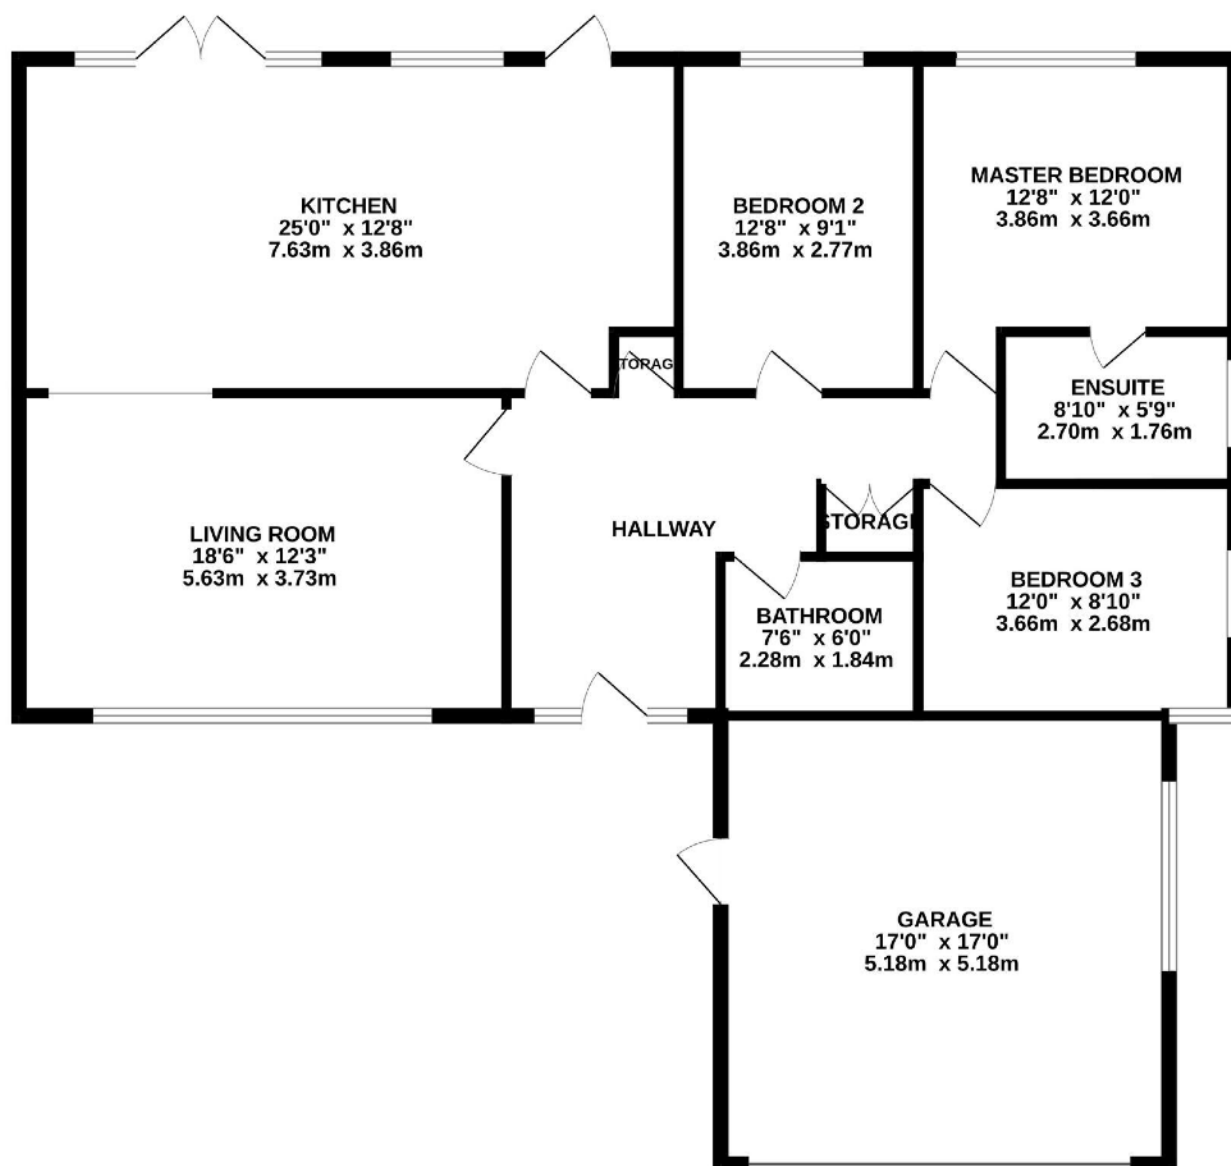 KITCHEN
25'0" x 12'8"
7.63m x 3.86m
BEDROOM 2
12'8" x 9'1"
3.86m x 2.77m
MASTER BEDROOM
12'8" x 12'0"
3.86m x 3.66m
TORAG
ENSUITE
8'10" x 5'9"
2.70m x 1.76m
LIVING ROOM
18'6" x 12'3"
5.63m x 3.73m
HALLWAY
STORAGE
BEDROOM 3
12'0" x 8'10"
3.66m x 2.68m
BATHROOM
7'6" x 6'0"
2.28m x 1.84m
GARAGE
17'0" x 17'0"
5.18m x 5.18m